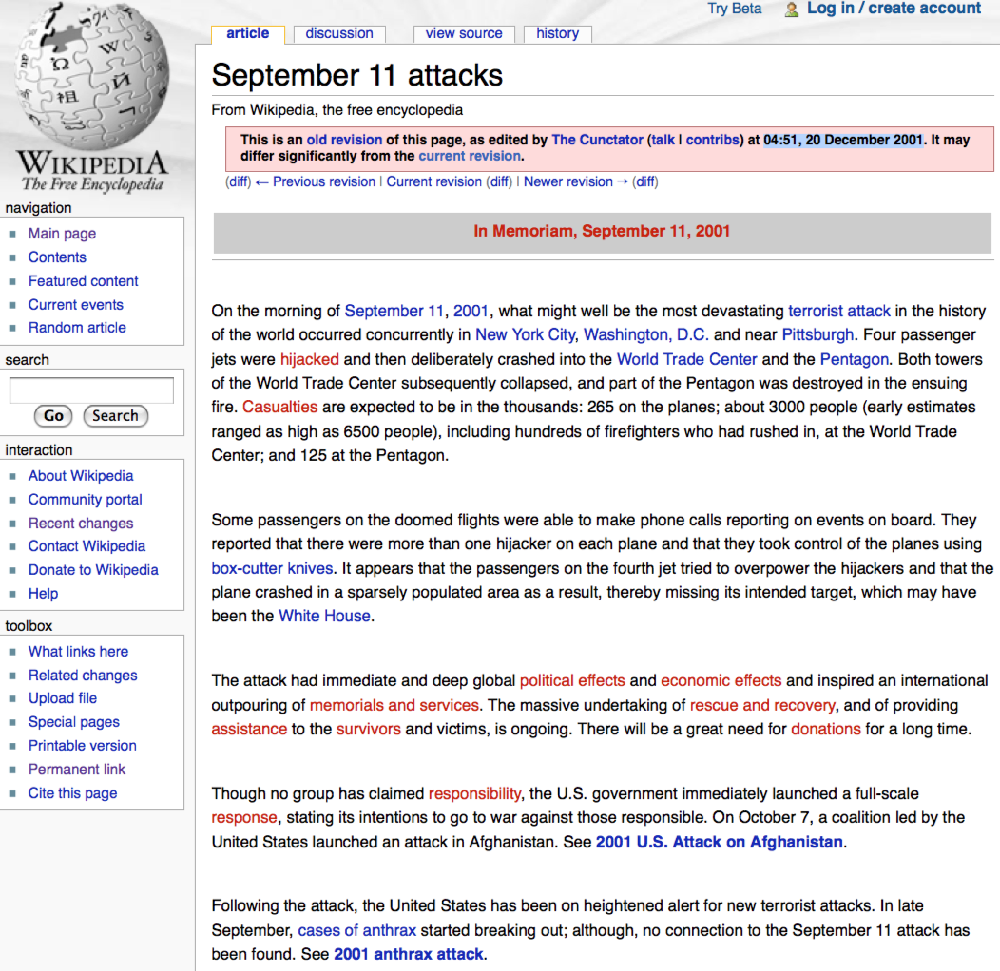 Try Beta Log in / create account
article discussion view source history
WIKIPEDIA
The Free Encyclopedia
navigation
Main page
Contents
Featured content
Current events
Random article
search
Go Search
interaction
About Wikipedia
Community portal
Recent changes
Contact Wikipedia
Donate to Wikipedia
Help
toolbox
What links here
Related changes
Upload file
Special pages
Printable version
Permanent link
Cite this page
September 11 attacks
From Wikipedia, the free encyclopedia
This is an old revision of this page, as edited by The Cunctator (talk | contribs) at 04:51, 20 December 2001. It may
differ significantly from the current revision.
(diff) ← Previous revision | Current revision (diff) | Newer revision → (diff)
In Memoriam, September 11, 2001
On the morning of September 11, 2001, what might well be the most devastating terrorist attack in the history
of the world occurred concurrently in New York City, Washington, D.C. and near Pittsburgh. Four passenger
jets were hijacked and then deliberately crashed into the World Trade Center and the Pentagon. Both towers
of the World Trade Center subsequently collapsed, and part of the Pentagon was destroyed in the ensuing
fire. Casualties are expected to be in the thousands: 265 on the planes; about 3000 people (early estimates
ranged as high as 6500 people), including hundreds of firefighters who had rushed in, at the World Trade
Center; and 125 at the Pentagon.
Some passengers on the doomed flights were able to make phone calls reporting on events on board. They
reported that there were more than one hijacker on each plane and that they took control of the planes using
box-cutter knives. It appears that the passengers on the fourth jet tried to overpower the hijackers and that the
plane crashed in a sparsely populated area as a result, thereby missing its intended target, which may have
been the White House.
The attack had immediate and deep global political effects and economic effects and inspired an international
outpouring of memorials and services. The massive undertaking of rescue and recovery, and of providing
assistance to the survivors and victims, is ongoing. There will be a great need for donations for a long time.
Though no group has claimed responsibility, the U.S. government immediately launched a full-scale
response, stating its intentions to go to war against those responsible. On October 7, a coalition led by the
United States launched an attack in Afghanistan. See 2001 U.S. Attack on Afghanistan.
Following the attack, the United States has been on heightened alert for new terrorist attacks. In late
September, cases of anthrax started breaking out; although, no connection to the September 11 attack has
been found. See 2001 anthrax attack.